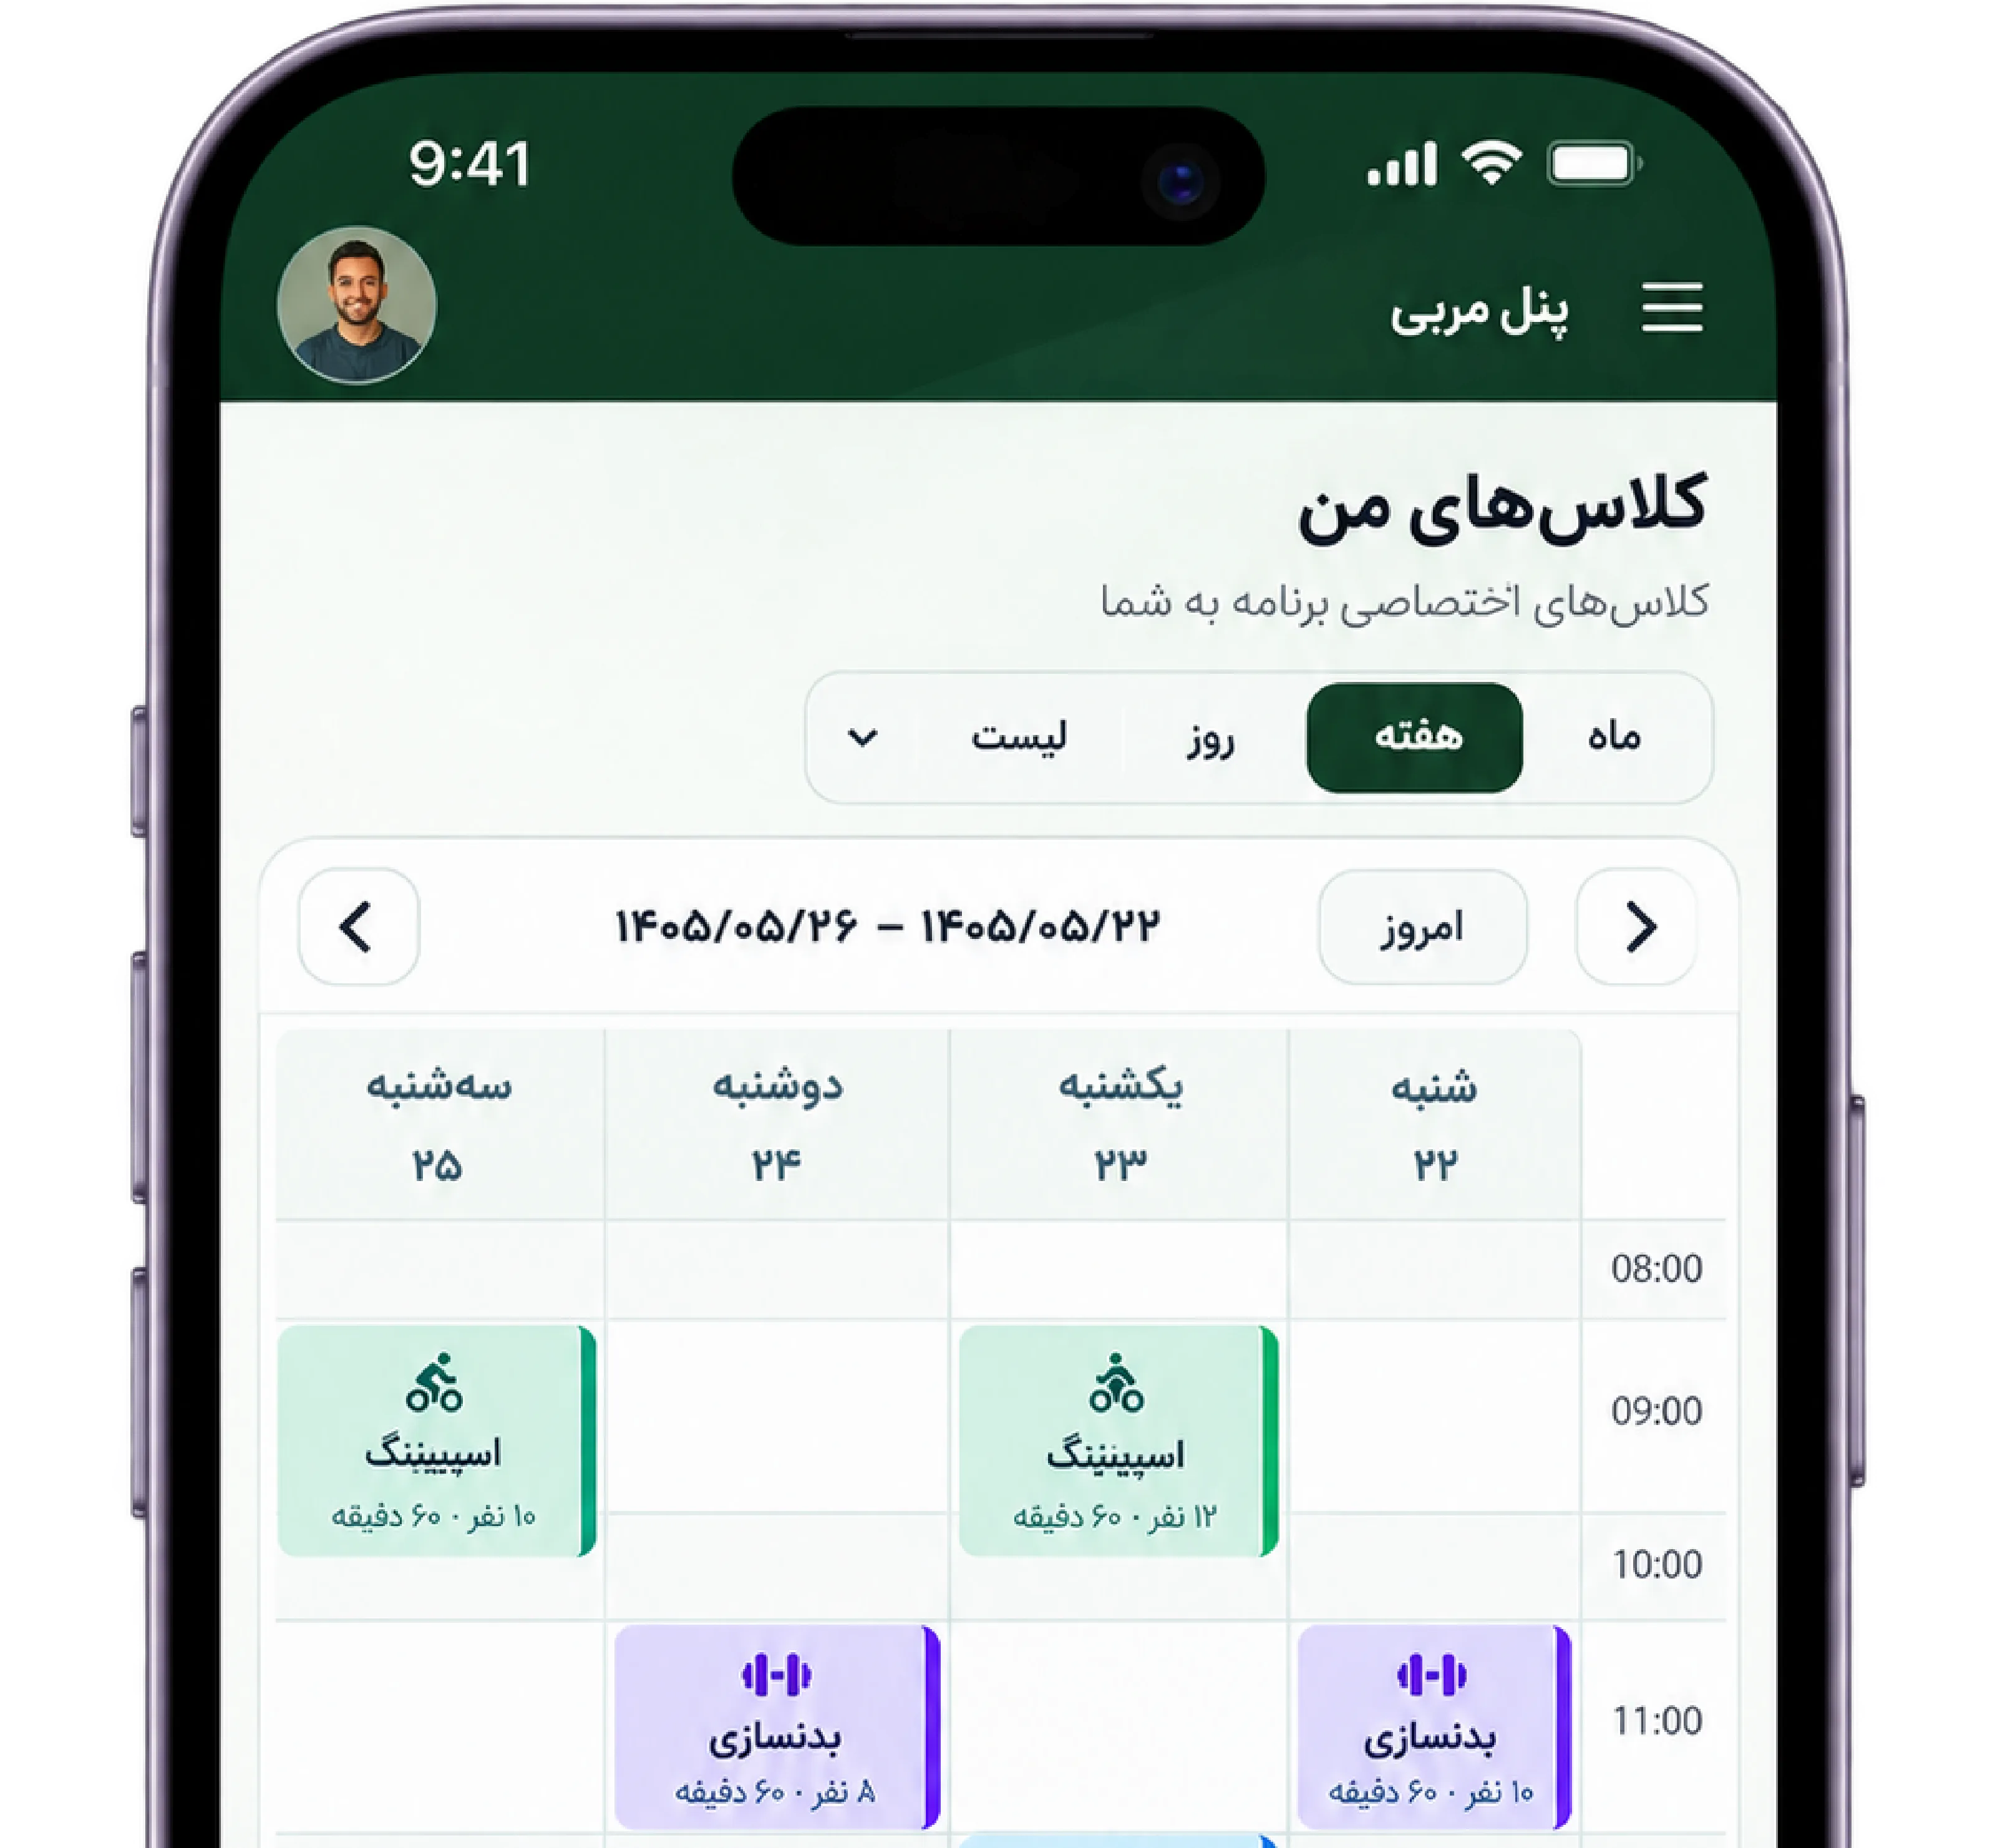 9:41
پنل مربی
کلاس‌های من
کلاس‌های اختصاصی برنامه به شما
ماه هفته روز لیست
امروز ۱۴۰۵/۰۵/۲۲ – ۱۴۰۵/۰۵/۲۶
شنبه یکشنبه دوشنبه سه‌شنبه
۲۲ ۲۳ ۲۴ ۲۵
08:00
09:00
اسپینینگ
۱۲ نفر · ۶۰ دقیقه
۱۰ نفر · ۶۰ دقیقه
10:00
11:00
بدنسازی بدنسازی
۱۰ نفر · ۶۰ دقیقه
نفر · ۶۰ دقیقه